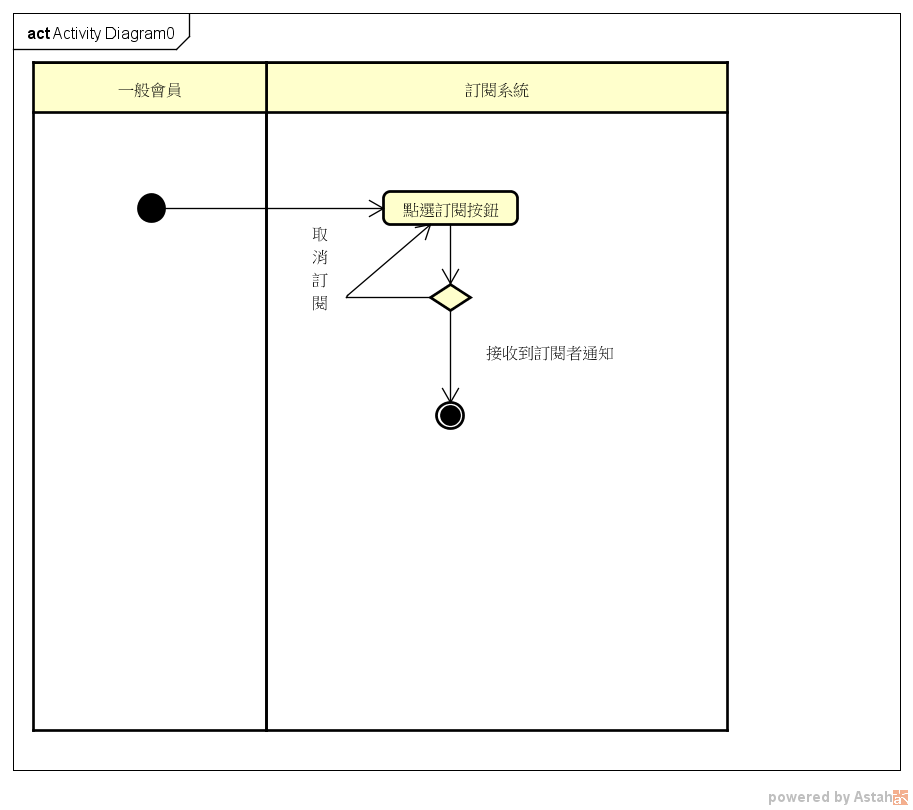 act Activity Diagram0
一般會員
訂閱系統
點選訂閱按鈕
取
消
訂
閱
接收到訂閱者通知
powered by Astah